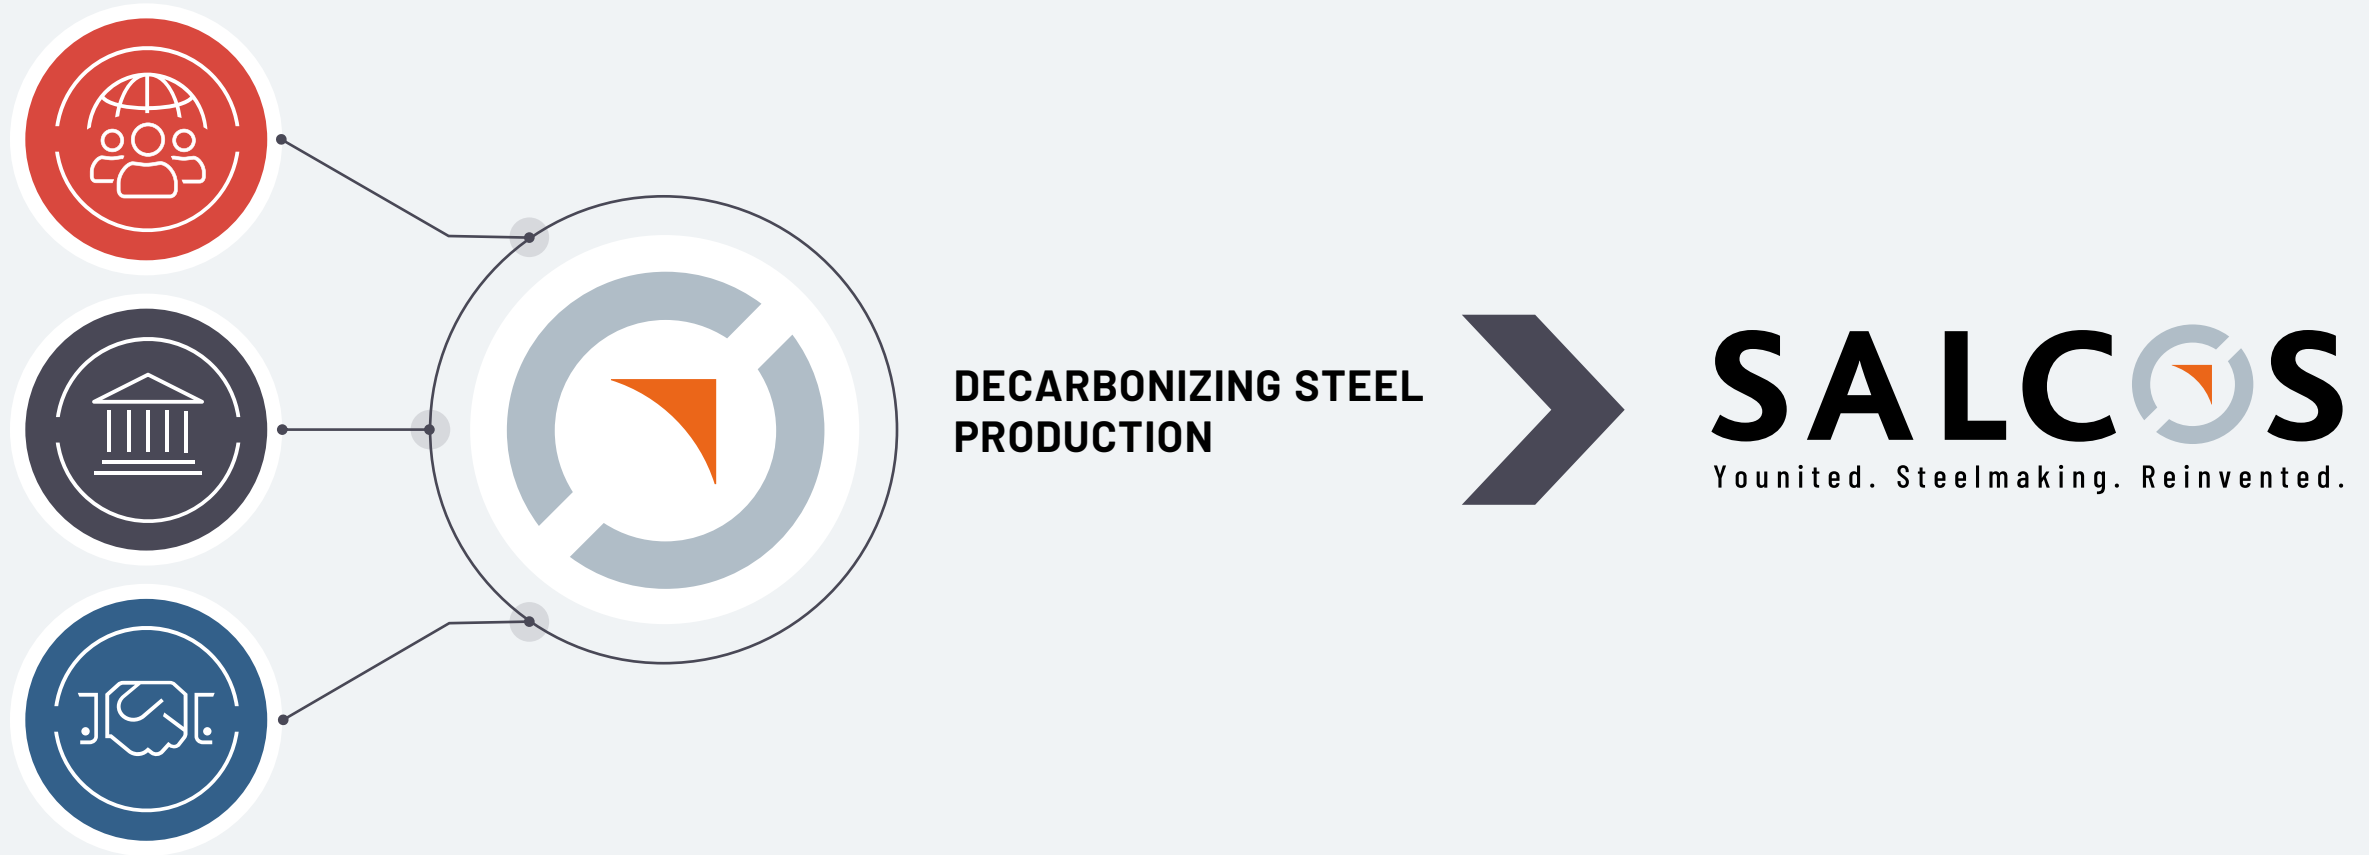 DECARBONIZING STEEL
PRODUCTION
SALCOS
Younited. Steelmaking. Reinvented.